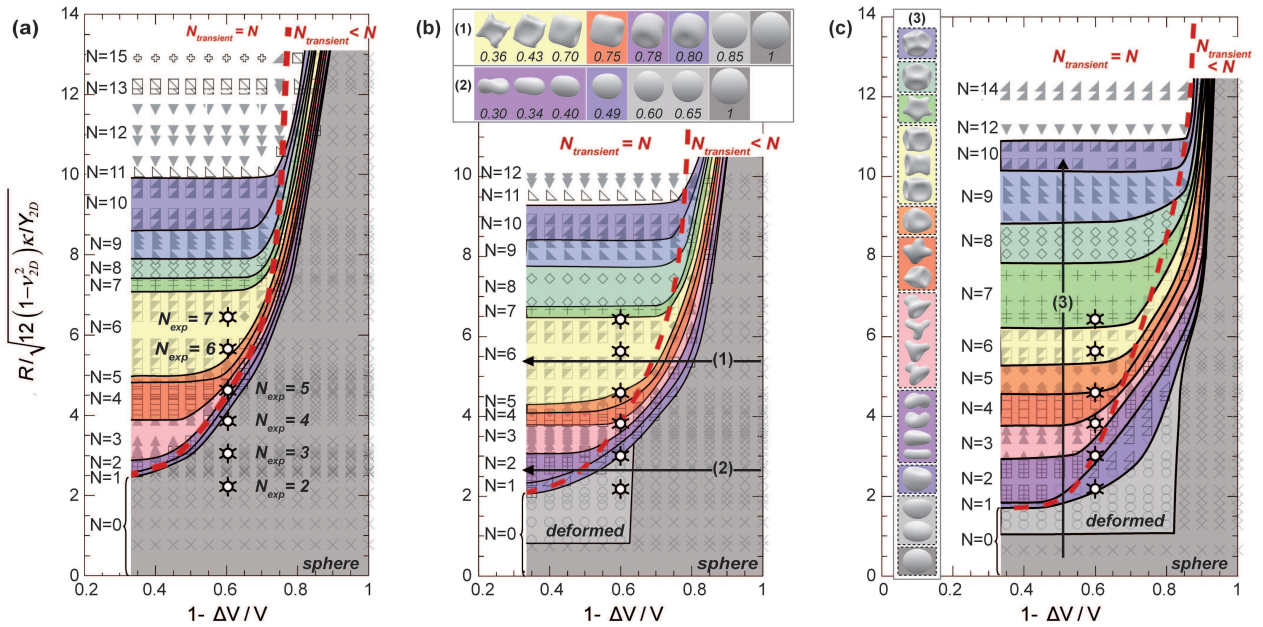 (a)
N_transient = N
N_transient < N
14
12
10
8
6
4
2
0
R/√12 (1-ν²_2D) κ/Y_2D
N=15
N=13
N=12
N=11
N=10
N=9
N=8
N=7
N=6
N=5
N=4
N=3
N=2
N=1
N=0
N_exp = 7
N_exp = 6
N_exp = 5
N_exp = 4
N_exp = 3
N_exp = 2
sphere
0.2 0.4 0.6 0.8 1
1- ΔV / V
(b)
(1)
0.36 0.43 0.70 0.75 0.78 0.80 0.85 1
(2)
0.30 0.34 0.40 0.49 0.60 0.65 1
N_transient = N
N_transient < N
10
8
6
4
2
0
N=12
N=11
N=10
N=9
N=8
N=7
N=6
N=5
N=4
N=3
N=2
N=1
N=0
(1)
(2)
deformed
sphere
0.2 0.4 0.6 0.8 1
1- ΔV / V
(c)
(3)
N_transient = N
N_transient
< N
14
12
10
8
6
4
2
0
N=14
N=12
N=10
N=9
N=8
N=7
N=6
N=5
N=4
N=3
N=2
N=1
N=0
(3)
deformed
sphere
0 0.2 0.4 0.6 0.8 1
1- ΔV / V